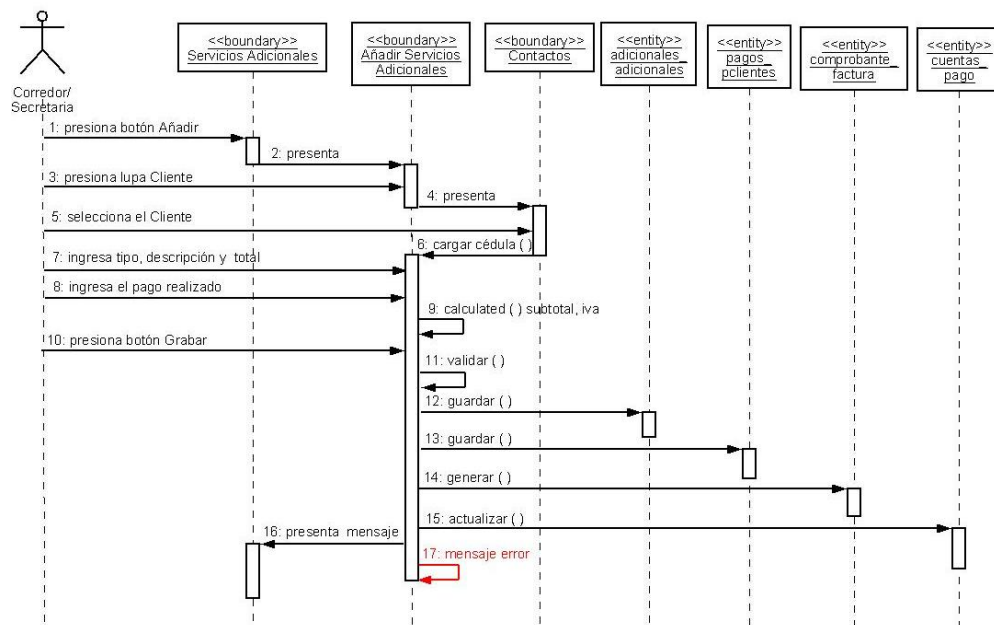 <<boundary>>
Servicios Adicionales
<<boundary>>
Añadir Servicios
Adicionales
<<boundary>>
Contactos
<<entity>>
adicionales_
adicionales
<<entity>>
pagos_
pclientes
<<entity>>
comprobante_
factura
<<entity>>
cuentas_
pago
Corredor/
Secretaria
1: presiona botón Añadir
2: presenta
3: presiona lupa Cliente
4: presenta
5: selecciona el Cliente
6: cargar cédula ( )
7: ingresa tipo, descripción y total
8: ingresa el pago realizado
9: calculated ( ) subtotal, iva
10: presiona botón Grabar
11: validar ( )
12: guardar ( )
13: guardar ( )
14: generar ( )
15: actualizar ( )
16: presenta mensaje
17: mensaje error